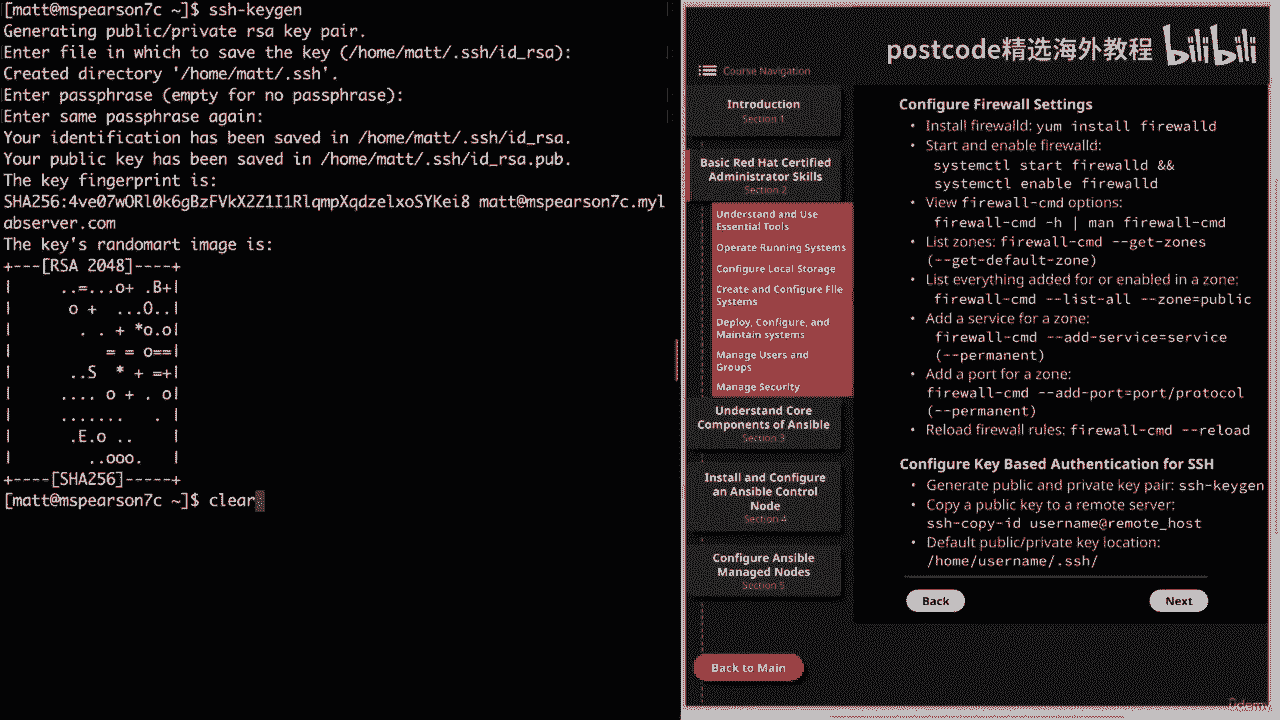 [matt@mspearson7c ~]$ ssh-keygen
Generating public/private rsa key pair.
Enter file in which to save the key (/home/matt/.ssh/id_rsa):
Created directory '/home/matt/.ssh'.
Enter passphrase (empty for no passphrase):
Enter same passphrase again:
Your identification has been saved in /home/matt/.ssh/id_rsa.
Your public key has been saved in /home/matt/.ssh/id_rsa.pub.
The key fingerprint is:
SHA256:4ve07wORl0k6gBzFVkX2Z1I1RlqmpXqdzelxoSYKei8 matt@mspearson7c.myl
abserver.com
The key's randomart image is:
+---[RSA 2048]----+
|     ..=...o+ .B+|
|      o +  ...O..|
|       . . + *o.o|
|          = = o==|
|      ..S  * + =+|
|     .... o + . o|
|     .......   . |
|      .E.o ..    |
|        ..ooo.   |
+----[SHA256]-----+
[matt@mspearson7c ~]$ clear
postcode精选海外教程 bilibili
Course Navigation
Introduction
Section 1
Basic Red Hat Certified
Administrator Skills
Section 2
Understand and Use
Essential Tools
Operate Running Systems
Configure Local Storage
Create and Configure File
Systems
Deploy, Configure, and
Maintain systems
Manage Users and
Groups
Manage Security
Understand Core
Components of Ansible
Section 3
Install and Configure
an Ansible Control
Node
Section 4
Configure Ansible
Managed Nodes
Section 5
Back to Main
Configure Firewall Settings
• Install firewalld: yum install firewalld
• Start and enable firewalld:
systemctl start firewalld &&
systemctl enable firewalld
• View firewall-cmd options:
firewall-cmd -h | man firewall-cmd
• List zones: firewall-cmd --get-zones
(--get-default-zone)
• List everything added for or enabled in a zone:
firewall-cmd --list-all --zone=public
• Add a service for a zone:
firewall-cmd --add-service=service
(--permanent)
• Add a port for a zone:
firewall-cmd --add-port=port/protocol
(--permanent)
• Reload firewall rules: firewall-cmd --reload
Configure Key Based Authentication for SSH
• Generate public and private key pair: ssh-keygen
• Copy a public key to a remote server:
ssh-copy-id username@remote_host
• Default public/private key location:
/home/username/.ssh/
Back
Next
Udemy